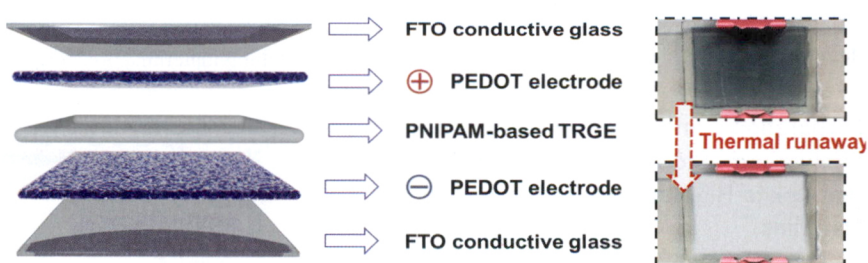 FTO conductive glass
⊕ PEDOT electrode
PNIPAM-based TRGE
Thermal runaway
⊖ PEDOT electrode
FTO conductive glass